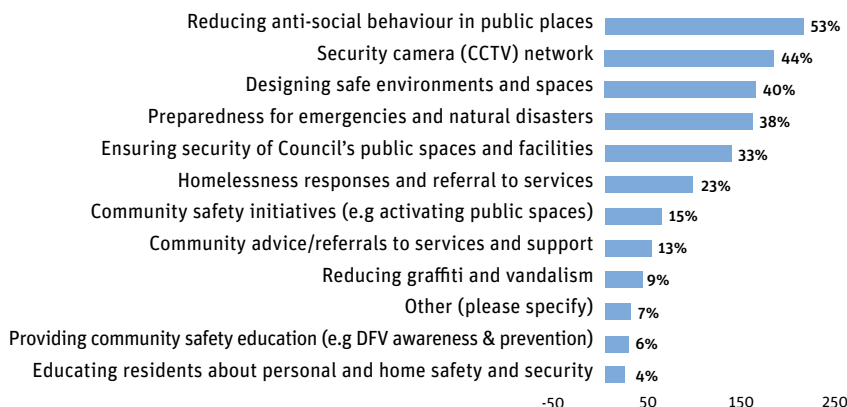 Reducing anti-social behaviour in public places 53%
Security camera (CCTV) network 44%
Designing safe environments and spaces 40%
Preparedness for emergencies and natural disasters 38%
Ensuring security of Council's public spaces and facilities 33%
Homelessness responses and referral to services 23%
Community safety initiatives (e.g activating public spaces) 15%
Community advice/referrals to services and support 13%
Reducing graffiti and vandalism 9%
Other (please specify) 7%
Providing community safety education (e.g DFV awareness & prevention) 6%
Educating residents about personal and home safety and security 4%
-50 50 150 250